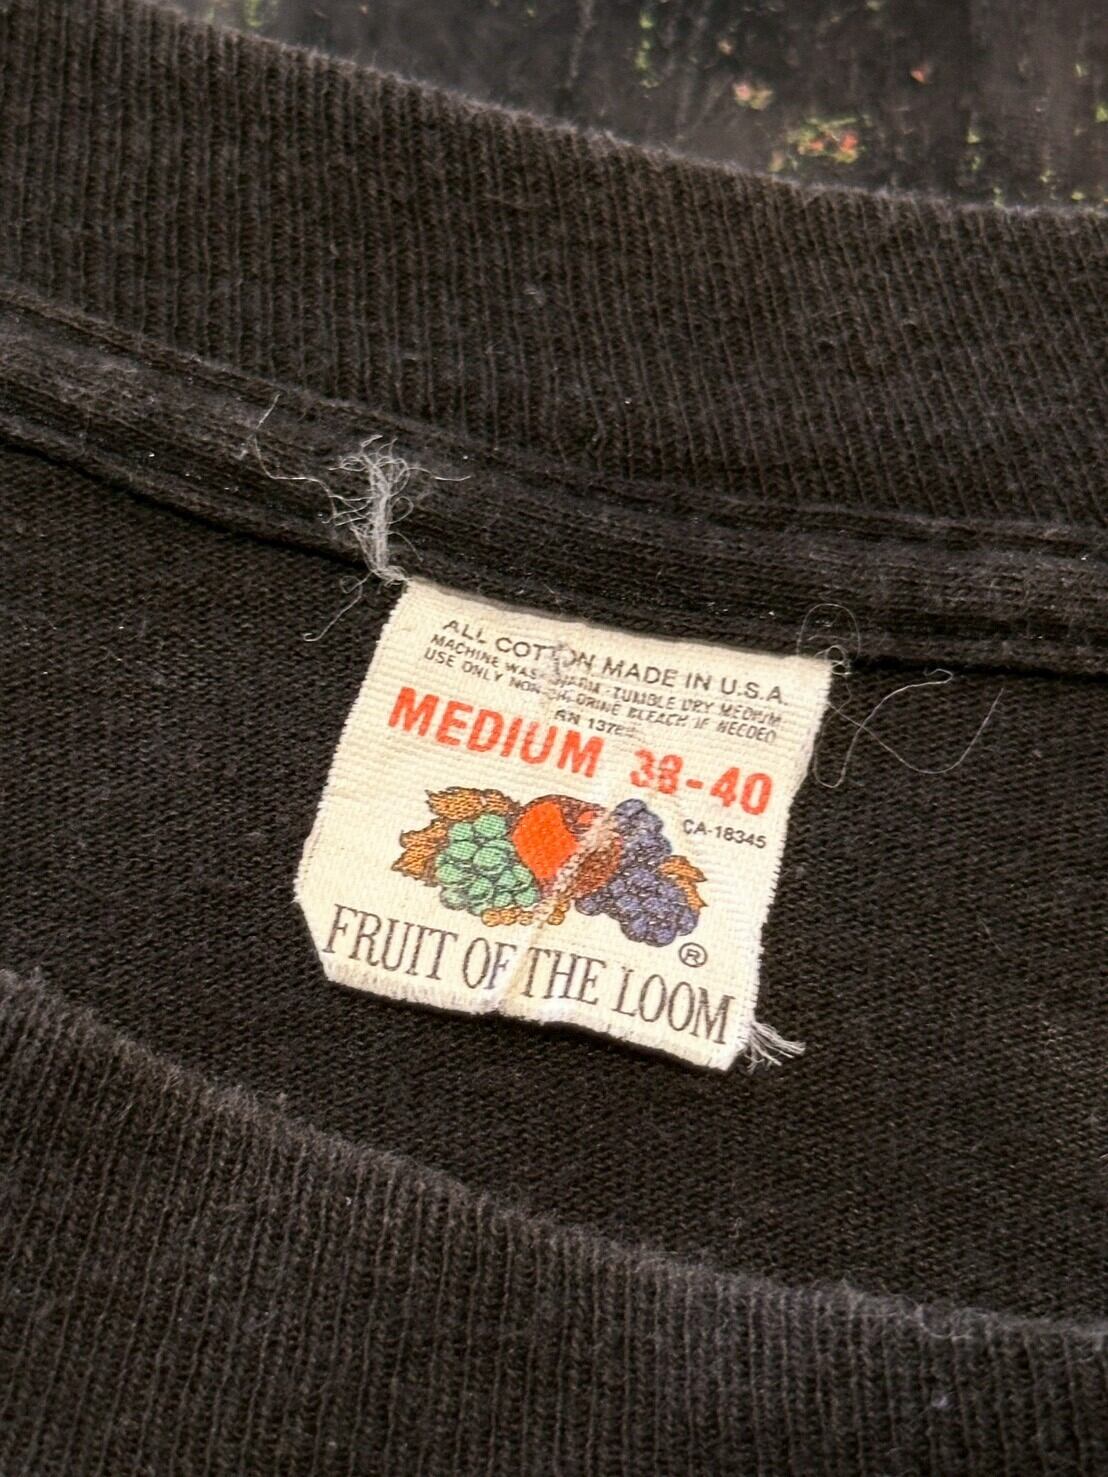 ALL COTTON MADE IN U.S.A.
MACHINE WASH WARM - TUMBLE DRY MEDIUM
USE ONLY NON-CHLORINE BLEACH IF NEEDED
RN
MEDIUM 38-40
CA-18345
FRUIT OF THE LOOM
®